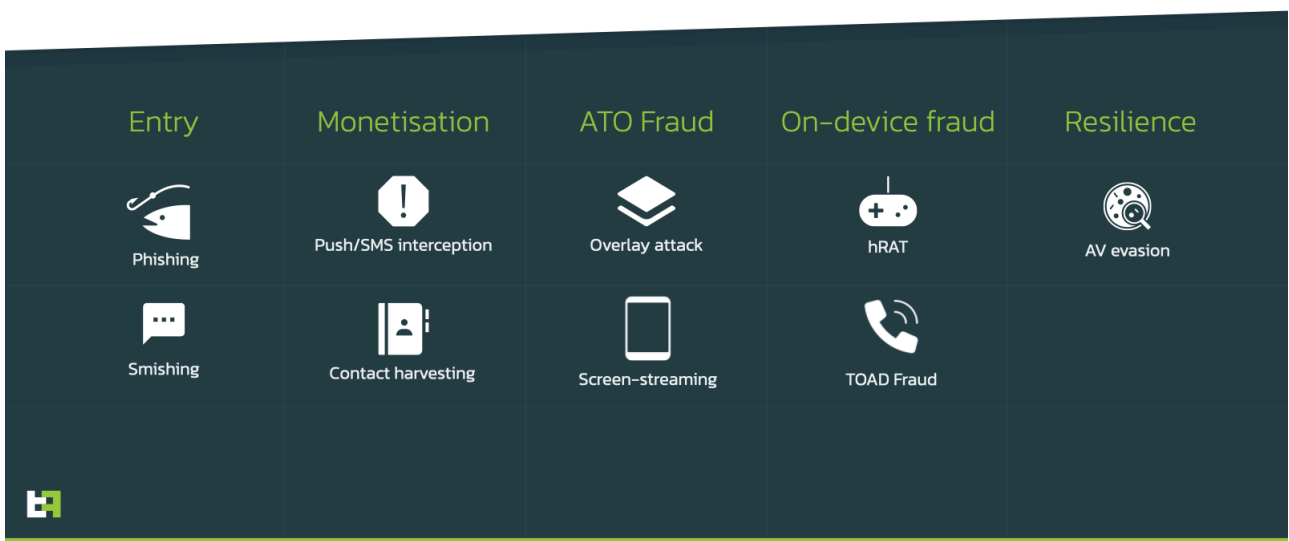 Entry
Monetisation
ATO Fraud
On-device fraud
Resilience
Phishing
Push/SMS interception
Overlay attack
hRAT
AV evasion
Smishing
Contact harvesting
Screen-streaming
TOAD Fraud